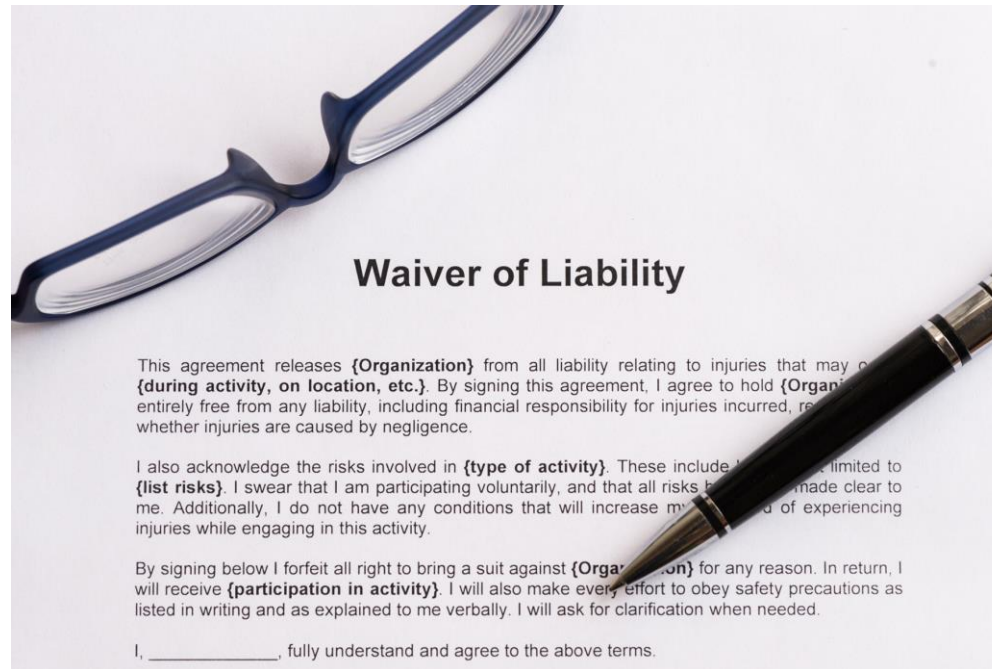 Waiver of Liability
This agreement releases {Organization} from all liability relating to injuries that may
{during activity, on location, etc.}. By signing this agreement, I agree to hold
entirely free from any liability, including financial responsibility for injuries incurred,
whether injuries are caused by negligence.
I also acknowledge the risks involved in {type of activity}. These include limited to
{list risks}. I swear that I am participating voluntarily, and that all risks made clear to
me. Additionally, I do not have any conditions that will increase of experiencing
injuries while engaging in this activity.
By signing below I forfeit all right to bring a suit against for any reason. In return, I
will receive {participation in activity}. I will also make every effort to obey safety precautions as
listed in writing and as explained to me verbally. I will ask for clarification when needed.
I, ______________, fully understand and agree to the above terms.